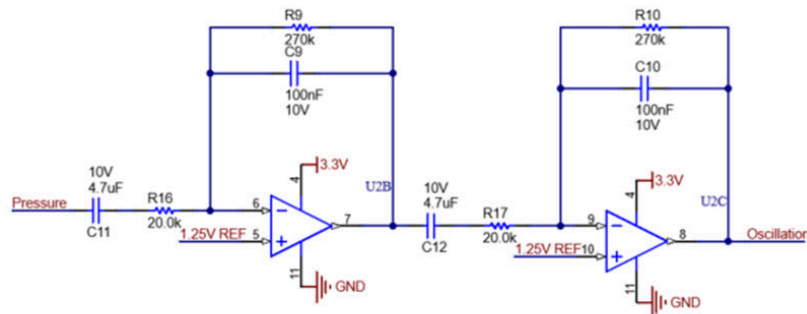 R9
270k
C9
100nF
10V
R10
270k
C10
100nF
10V
Pressure
10V
4.7uF
C11
R16
20.0k
1.25V REF
6
5
4
3.3V
7
U2B
11
GND
10V
4.7uF
C12
R17
20.0k
1.25V REF
9
10
4
3.3V
8
U2C
11
GND
Oscillation